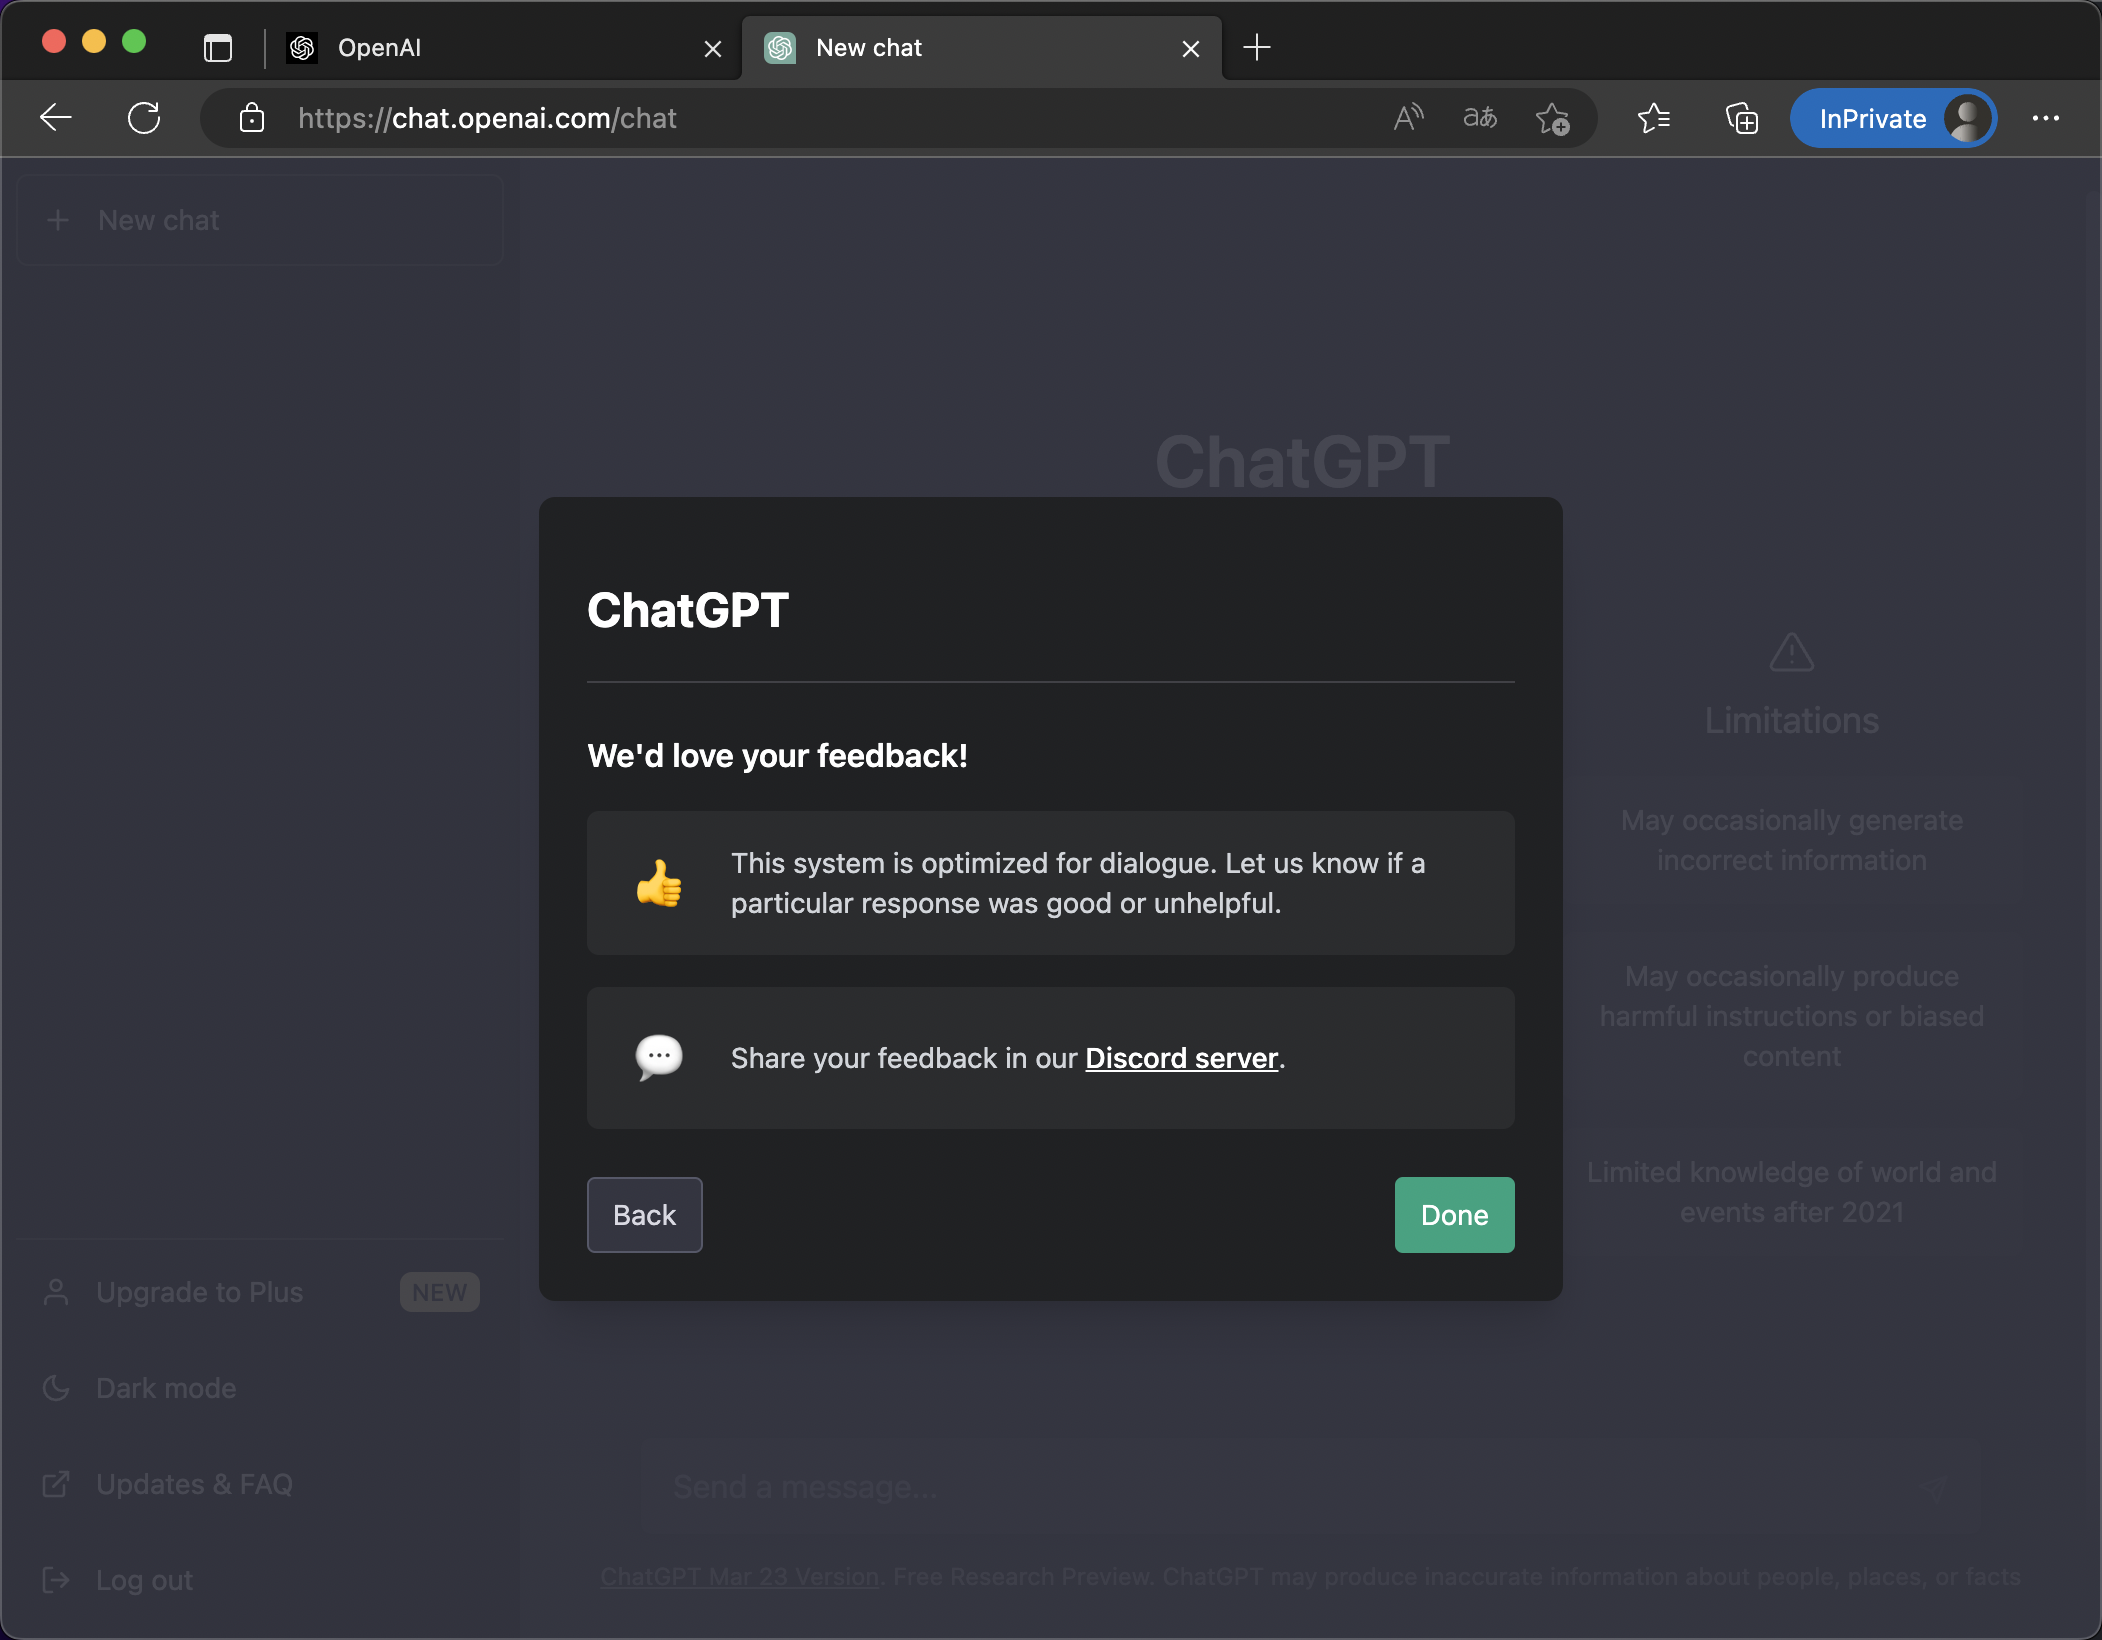 OpenAI
New chat
https://chat.openai.com/chat
aあ
InPrivate
New chat
ChatGPT
ChatGPT
We'd love your feedback!
This system is optimized for dialogue. Let us know if a
particular response was good or unhelpful.
Share your feedback in our Discord server.
Back
Done
Limitations
May occasionally generate
incorrect information
May occasionally produce
harmful instructions or biased
content
Limited knowledge of world and
events after 2021
Upgrade to Plus
NEW
Dark mode
Updates & FAQ
Log out
Send a message...
ChatGPT Mar 23 Version. Free Research Preview. ChatGPT may produce inaccurate information about people, places, or facts